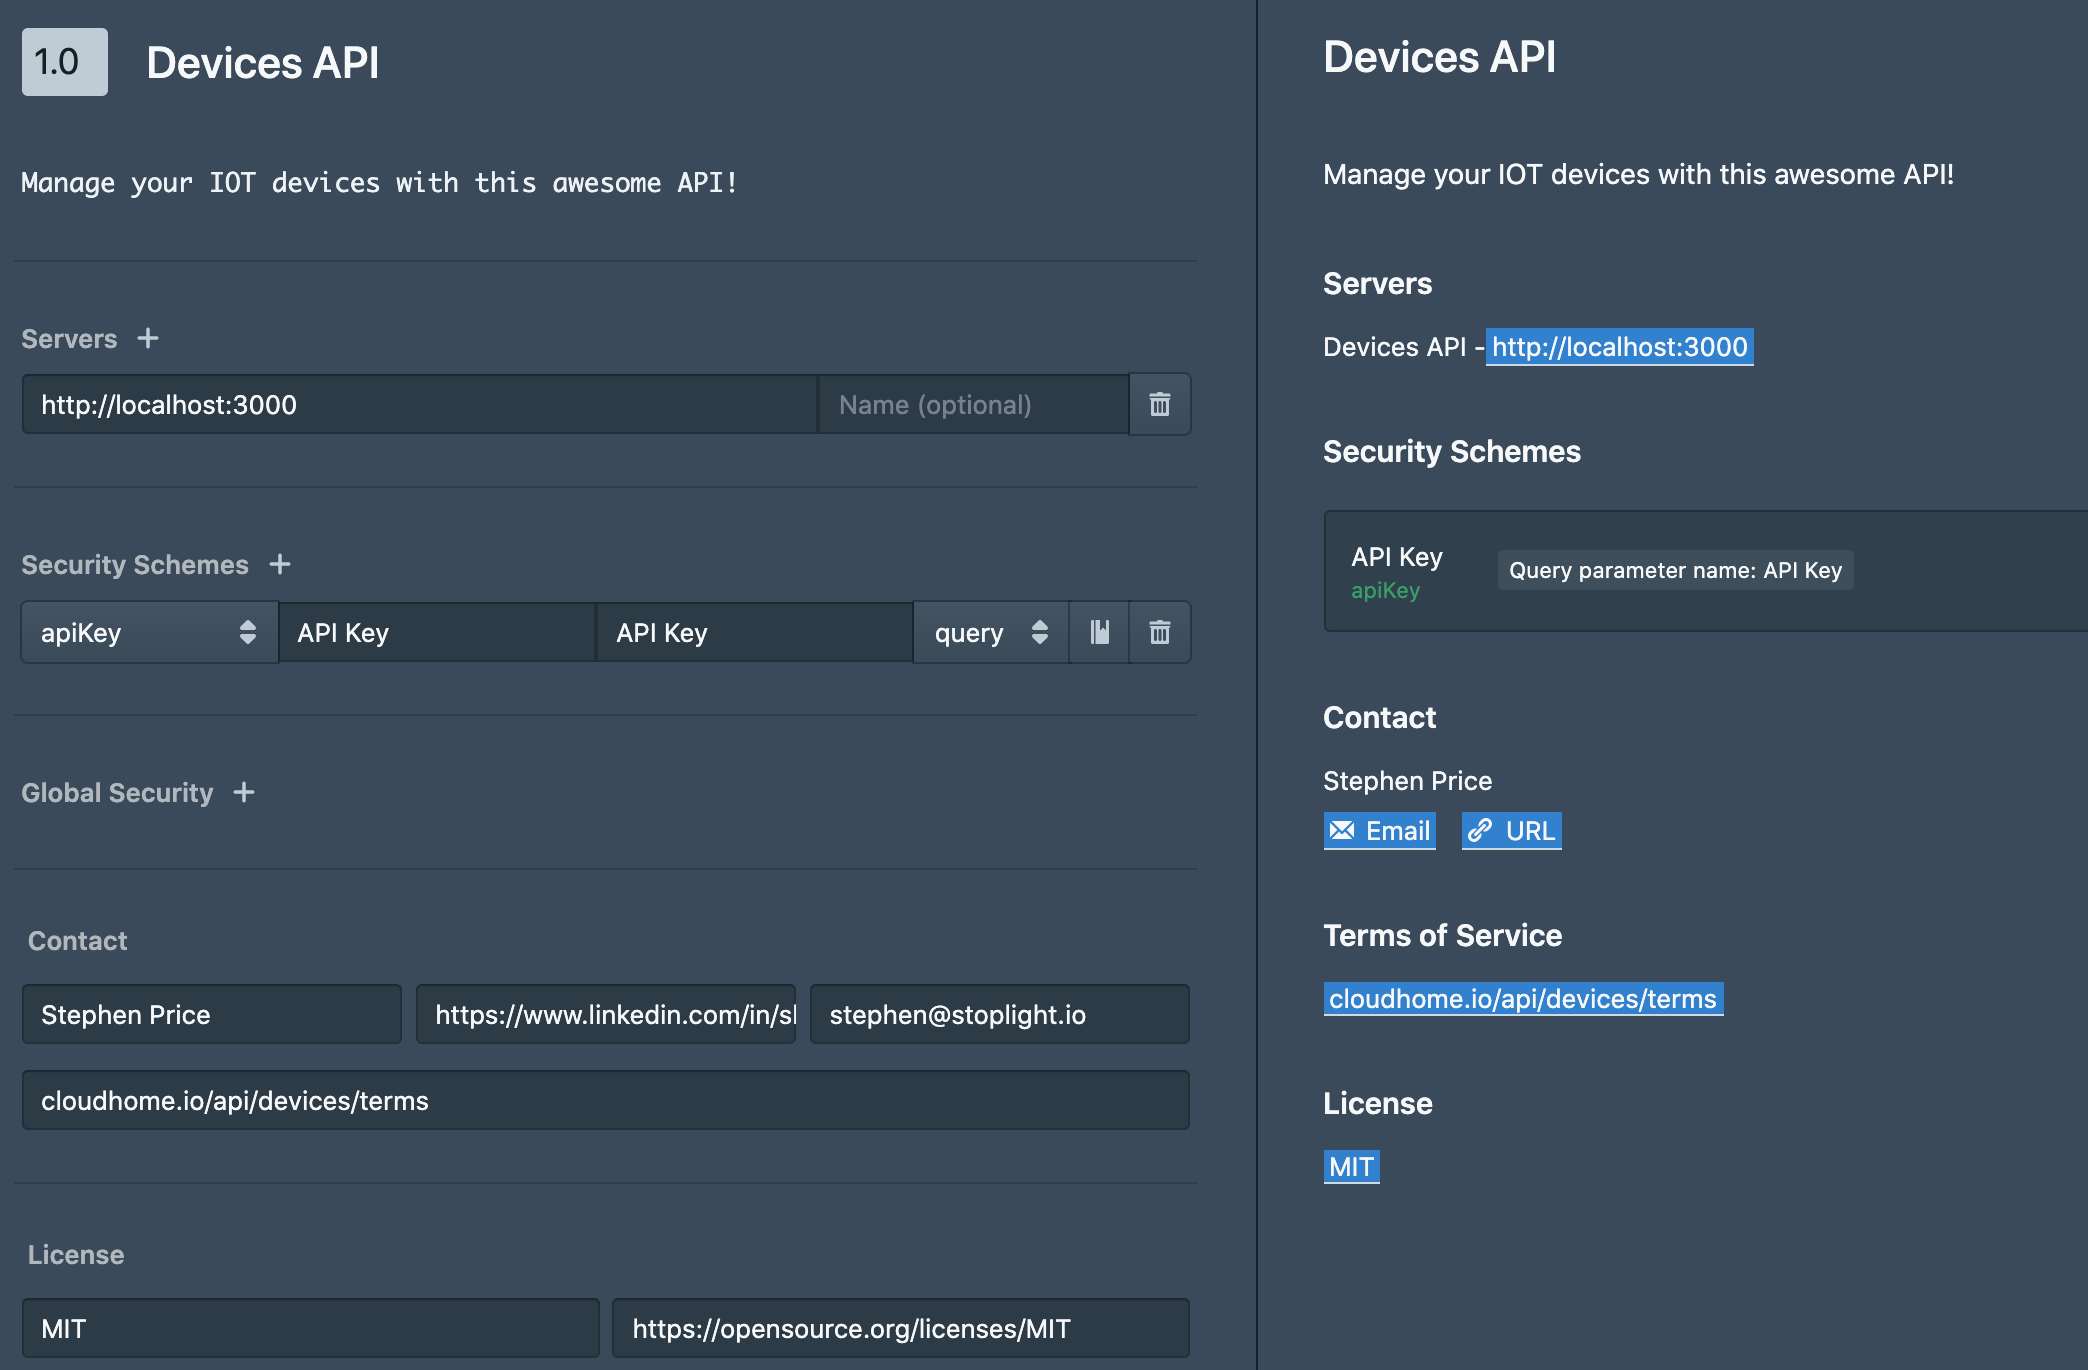 1.0 Devices API
Manage your IOT devices with this awesome API!
Servers +
http://localhost:3000 Name (optional)
Security Schemes +
apiKey API Key API Key query
Global Security +
Contact
Stephen Price https://www.linkedin.com/in/ stephen@stoplight.io
cloudhome.io/api/devices/terms
License
MIT https://opensource.org/licenses/MIT
Devices API
Manage your IOT devices with this awesome API!
Servers
Devices API - http://localhost:3000
Security Schemes
API Key
apiKey
Query parameter name: API Key
Contact
Stephen Price
Email URL
Terms of Service
cloudhome.io/api/devices/terms
License
MIT